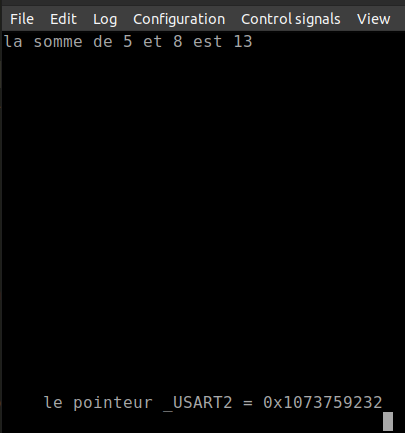 File Edit Log Configuration Control signals View
la somme de 5 et 8 est 13
le pointeur _USART2 = 0x1073759232